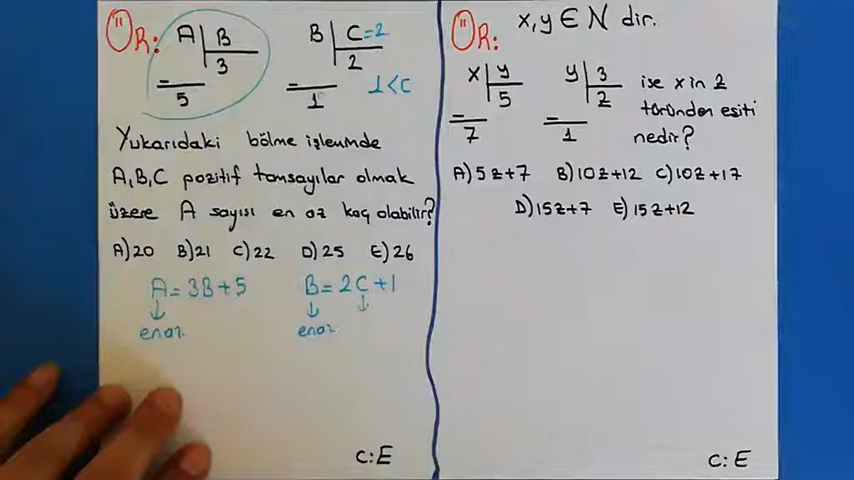 ÖR: A | B
3
5
B | C=2
2
1
1<C
Yukarıdaki bölme işlemınde
A,B,C pozitif tamsayılar olmak
üzere A sayısı en az kaç olabilir?
A)20 B)21 C)22 D)25 E)26
A=3B+5 B=2C+1
en az en az
C:E
ÖR: x,y ∈ N dir.
x | y
5
7
y | 3
z
1
ise x in z
türünden eşiti
nedir?
A) 5z+7 B)10z+12 C)10z+17
D)15z+7 E)15z+12
C:E